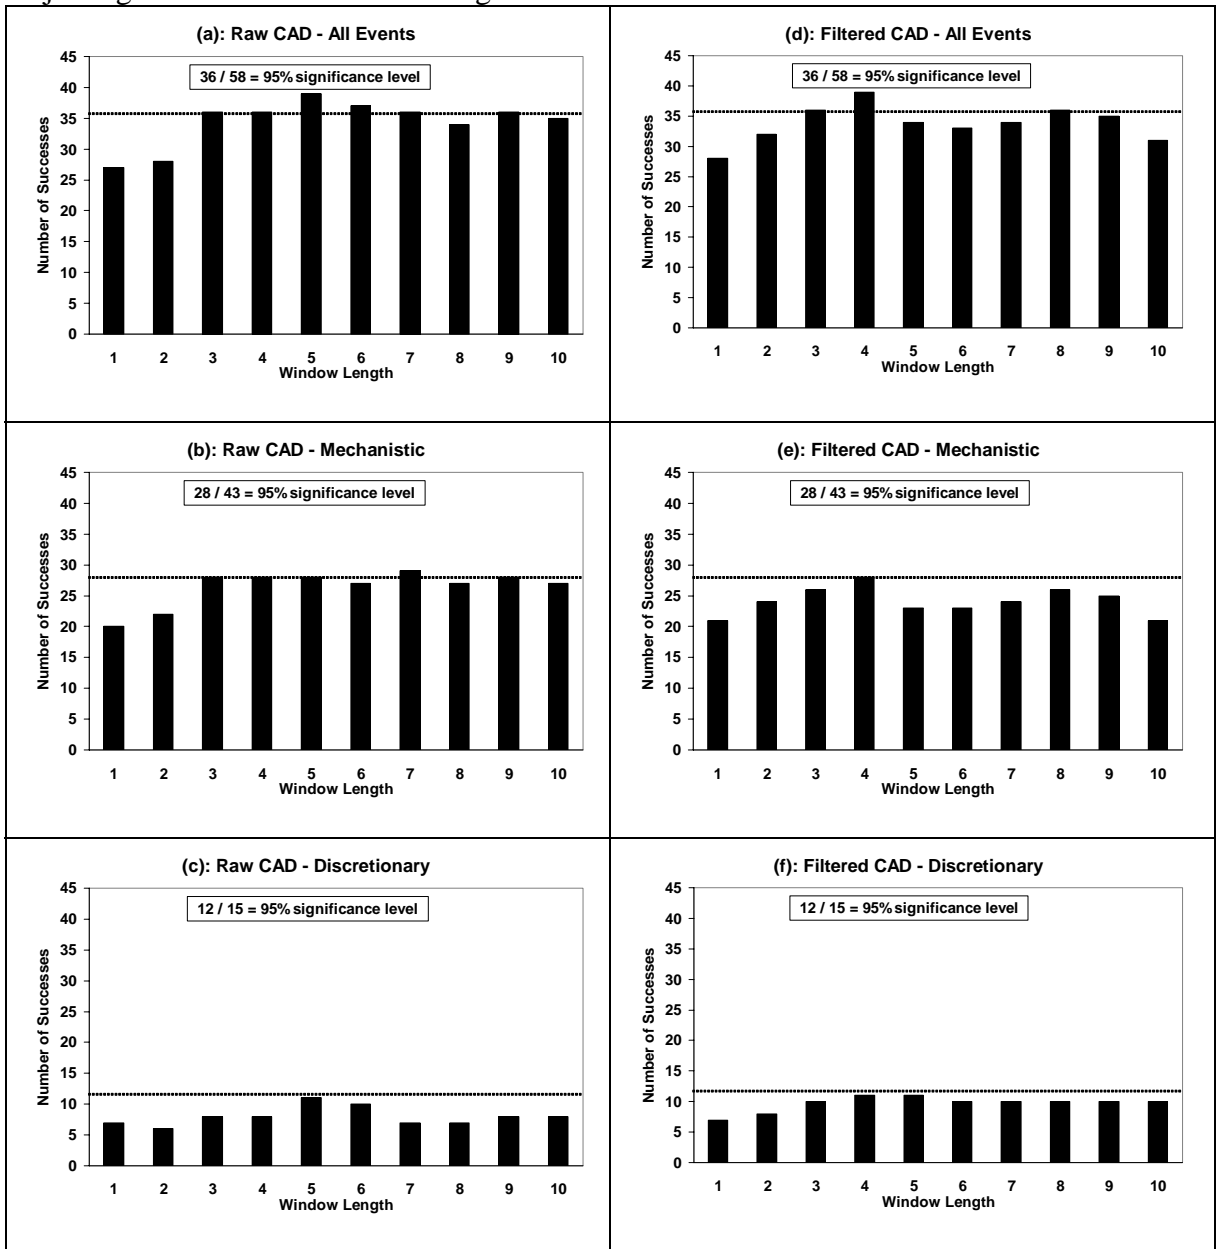 (a): Raw CAD - All Events
36 / 58 = 95% significance level
Number of Successes
45
40
35
30
25
20
15
10
5
0
1 2 3 4 5 6 7 8 9 10
Window Length
(d): Filtered CAD - All Events
36 / 58 = 95% significance level
Number of Successes
45
40
35
30
25
20
15
10
5
0
1 2 3 4 5 6 7 8 9 10
Window Length
(b): Raw CAD - Mechanistic
28 / 43 = 95% significance level
Number of Successes
45
40
35
30
25
20
15
10
5
0
1 2 3 4 5 6 7 8 9 10
Window Length
(e): Filtered CAD - Mechanistic
28 / 43 = 95% significance level
Number of Successes
45
40
35
30
25
20
15
10
5
0
1 2 3 4 5 6 7 8 9 10
Window Length
(c): Raw CAD - Discretionary
12 / 15 = 95% significance level
Number of Successes
45
40
35
30
25
20
15
10
5
0
1 2 3 4 5 6 7 8 9 10
Window Length
(f): Filtered CAD - Discretionary
12 / 15 = 95% significance level
Number of Successes
45
40
35
30
25
20
15
10
5
0
1 2 3 4 5 6 7 8 9 10
Window Length